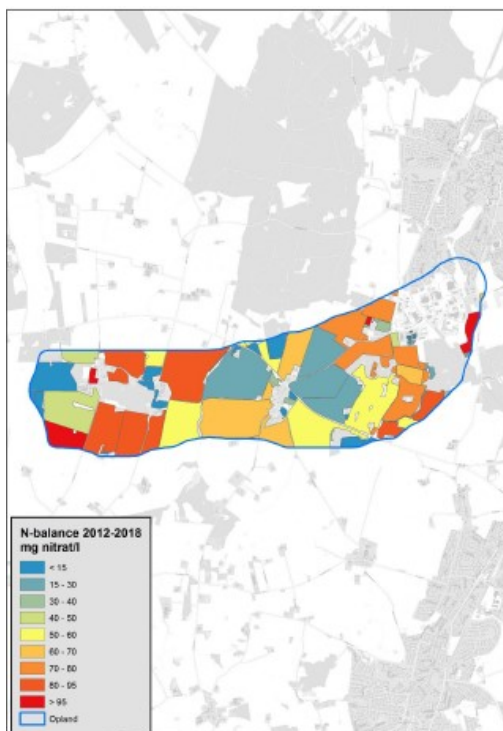 N-balance 2012-2018
mg nitrat/l
< 15
15 - 30
30 - 40
40 - 50
50 - 60
60 - 70
70 - 80
80 - 95
> 95
Opland